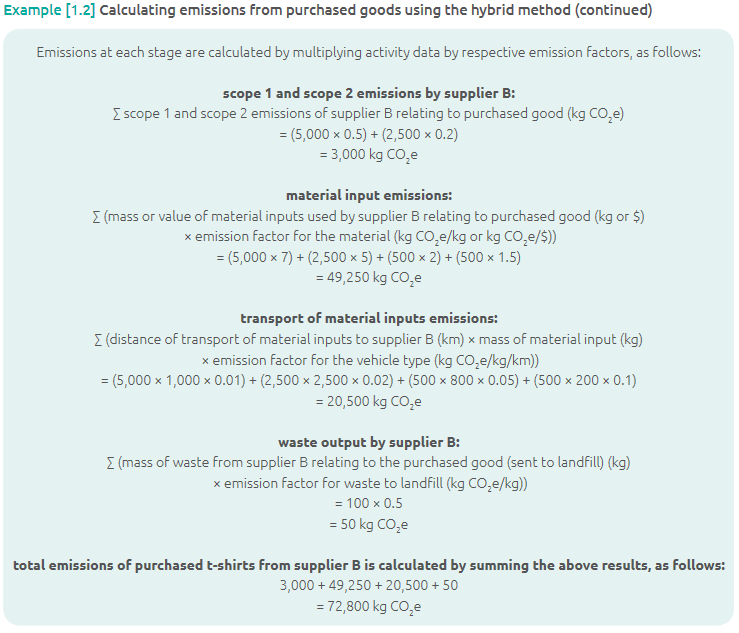 Example [1.2] Calculating emissions from purchased goods using the hybrid method (continued)
Emissions at each stage are calculated by multiplying activity data by respective emission factors, as follows:
scope 1 and scope 2 emissions by supplier B:
∑ scope 1 and scope 2 emissions of supplier B relating to purchased good (kg CO₂e)
= (5,000 × 0.5) + (2,500 × 0.2)
= 3,000 kg CO₂e
material input emissions:
∑ (mass or value of material inputs used by supplier B relating to purchased good (kg or $)
× emission factor for the material (kg CO₂e/kg or kg CO₂e/$))
= (5,000 × 7) + (2,500 × 5) + (500 × 2) + (500 × 1.5)
= 49,250 kg CO₂e
transport of material inputs emissions:
∑ (distance of transport of material inputs to supplier B (km) × mass of material input (kg)
× emission factor for the vehicle type (kg CO₂e/kg/km))
= (5,000 × 1,000 × 0.01) + (2,500 × 2,500 × 0.02) + (500 × 800 × 0.05) + (500 × 200 × 0.1)
= 20,500 kg CO₂e
waste output by supplier B:
∑ (mass of waste from supplier B relating to the purchased good (sent to landfill) (kg)
× emission factor for waste to landfill (kg CO₂e/kg))
= 100 × 0.5
= 50 kg CO₂e
total emissions of purchased t-shirts from supplier B is calculated by summing the above results, as follows:
3,000 + 49,250 + 20,500 + 50
= 72,800 kg CO₂e